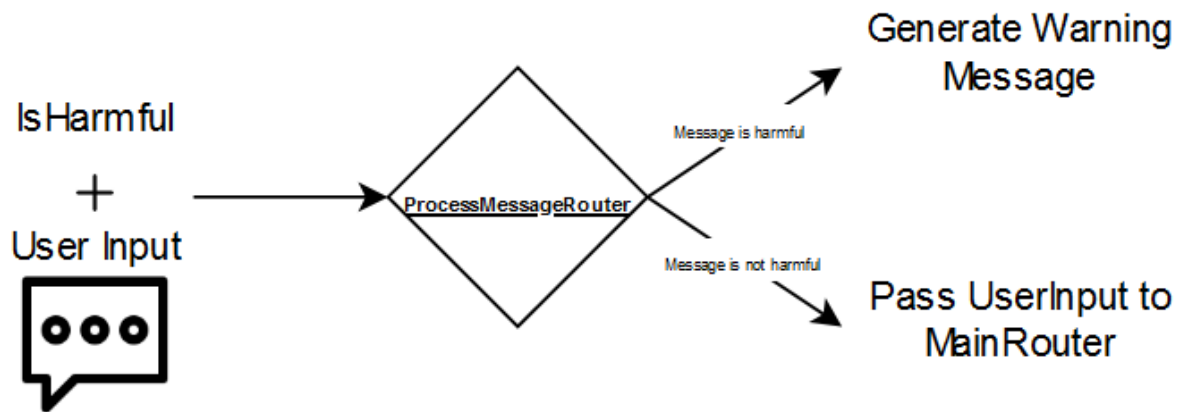 IsHarmful
+
User Input
ProcessMessageRouter
Message is harmful
Generate Warning
Message
Message is not harmful
Pass UserInput to
MainRouter